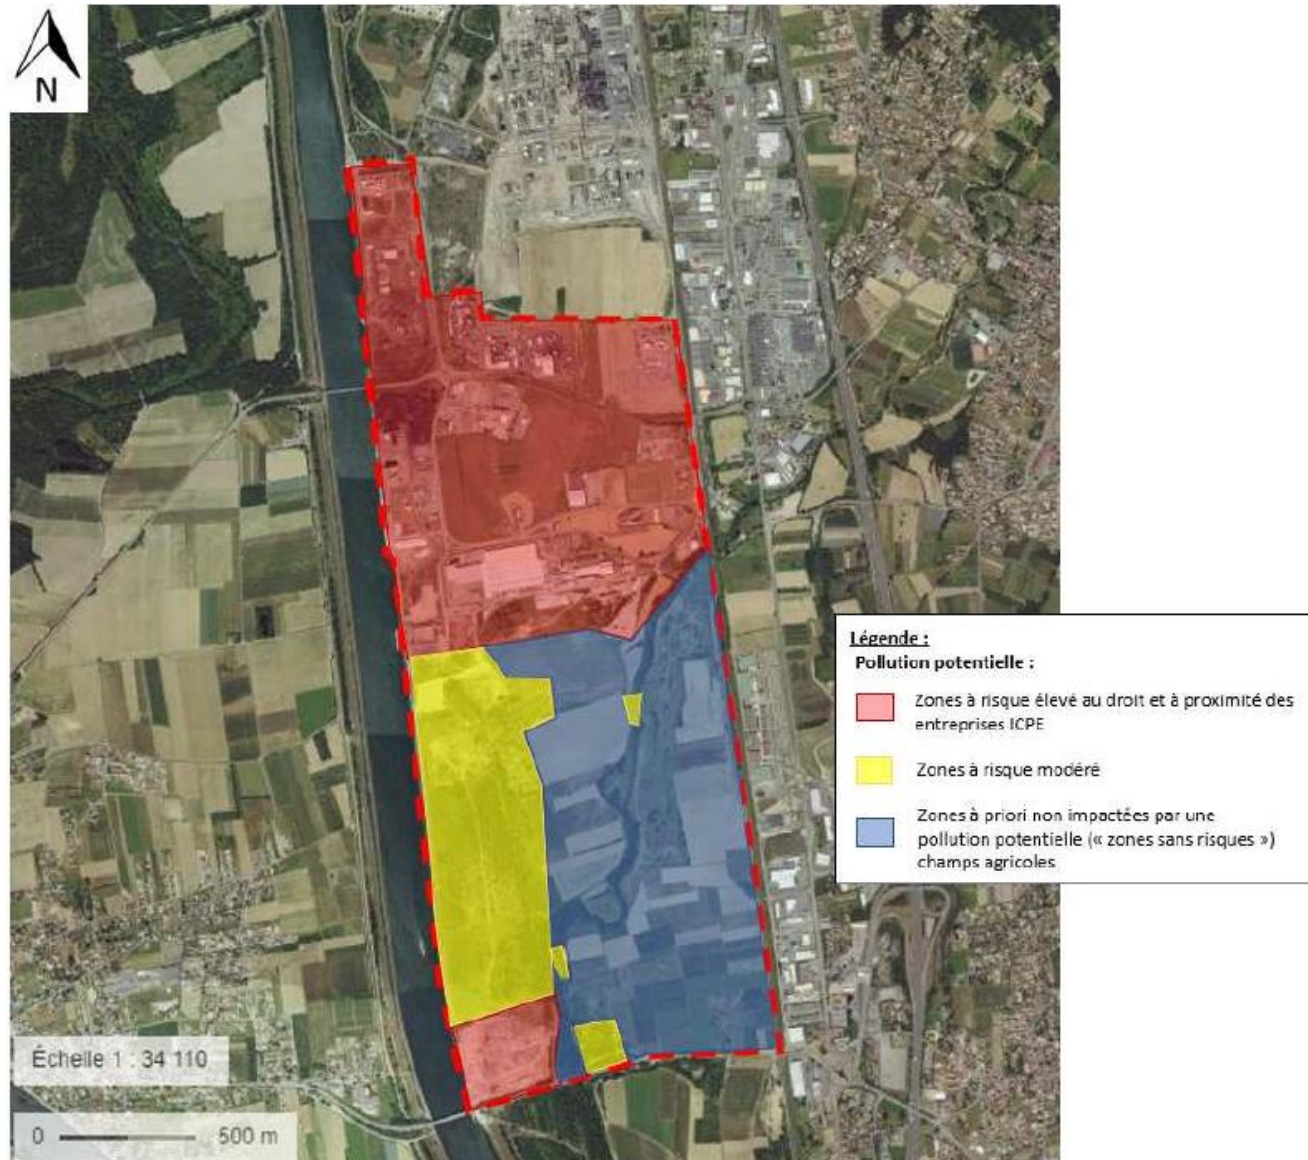 N
Légende :
Pollution potentielle :
Zones à risque élevé au droit et à proximité des
entreprises ICPE
Zones à risque modéré
Zones à priori non impactées par une
pollution potentielle (« zones sans risques »)
champs agricoles
Échelle 1 : 34 110
0 500 m